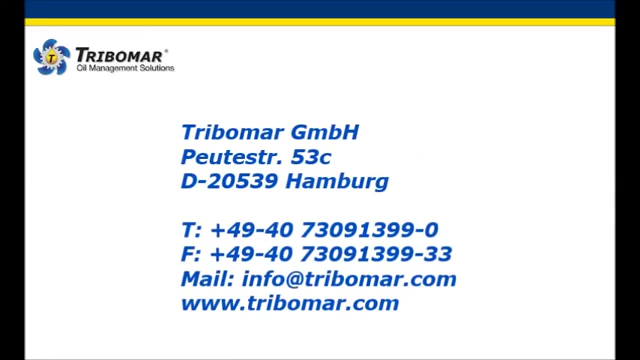 TRIBOMAR®
Oil Management Solutions
Tribomar GmbH
Peutestr. 53c
D-20539 Hamburg
T: +49-40 73091399-0
F: +49-40 73091399-33
Mail: info@tribomar.com
www.tribomar.com